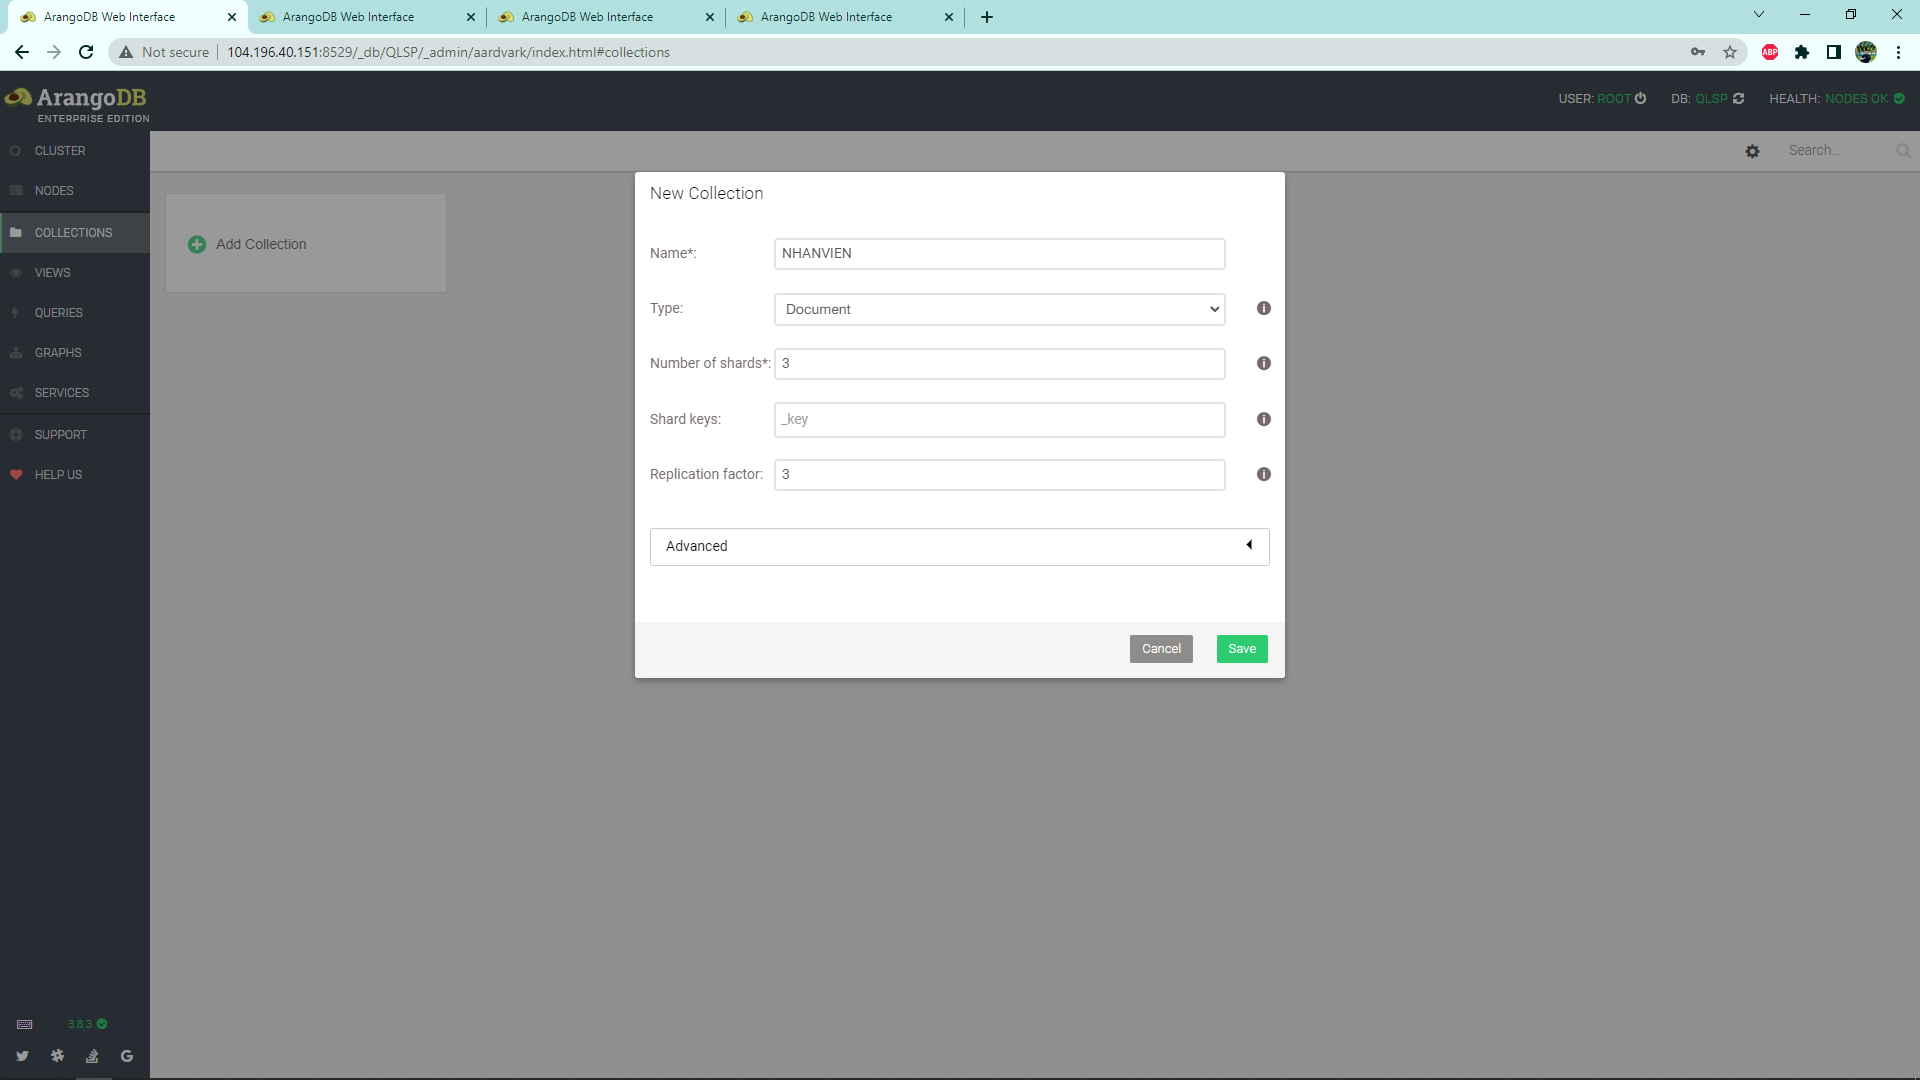 ArangoDB Web Interface
ArangoDB Web Interface
ArangoDB Web Interface
ArangoDB Web Interface
Not secure
104.196.40.151:8529/_db/QLSP/_admin/aardvark/index.html#collections
ABP
ArangoDB
ENTERPRISE EDITION
USER: ROOT
DB: QLSP
HEALTH: NODES OK
CLUSTER
NODES
COLLECTIONS
VIEWS
QUERIES
GRAPHS
SERVICES
SUPPORT
HELP US
Search...
Add Collection
New Collection
Name*:
NHANVIEN
Type:
Document
Number of shards*:
3
Shard keys:
_key
Replication factor:
3
Advanced
Cancel
Save
3.8.3